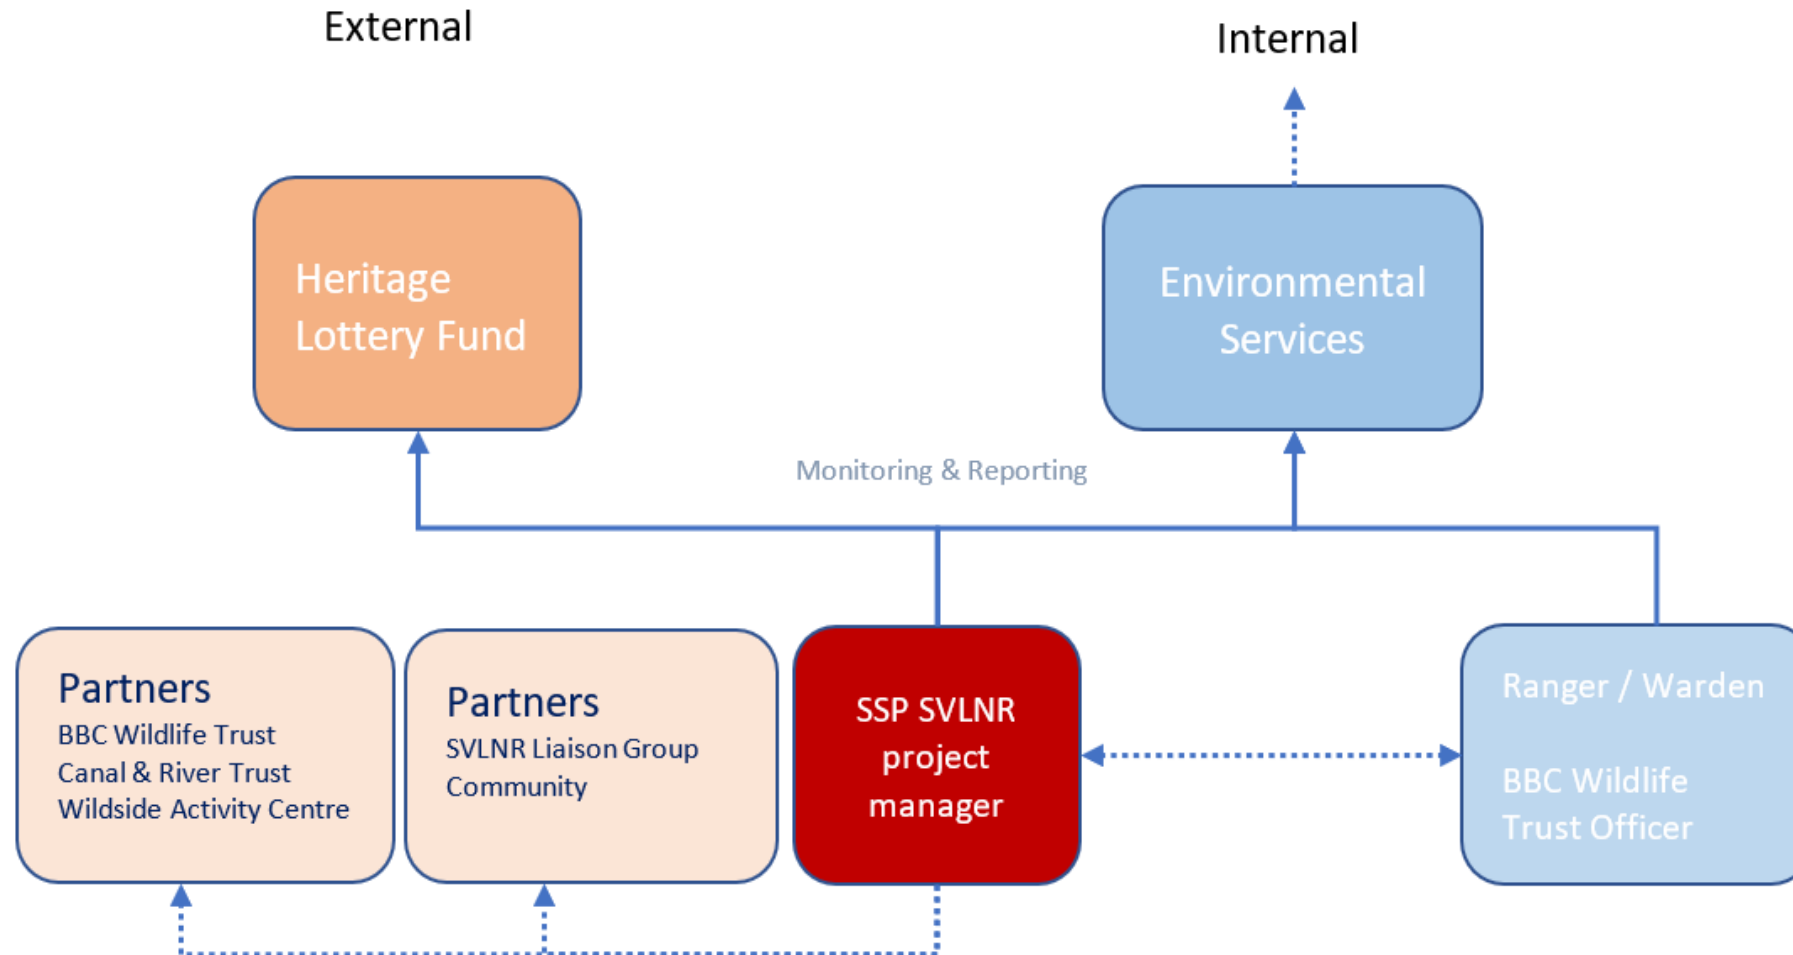 External
Internal
Heritage
Lottery Fund
Environmental
Services
Monitoring & Reporting
Partners
BBC Wildlife Trust
Canal & River Trust
Wildside Activity Centre
Partners
SVLNR Liaison Group
Community
SSP SVLNR
project
manager
Ranger / Warden
BBC Wildlife
Trust Officer